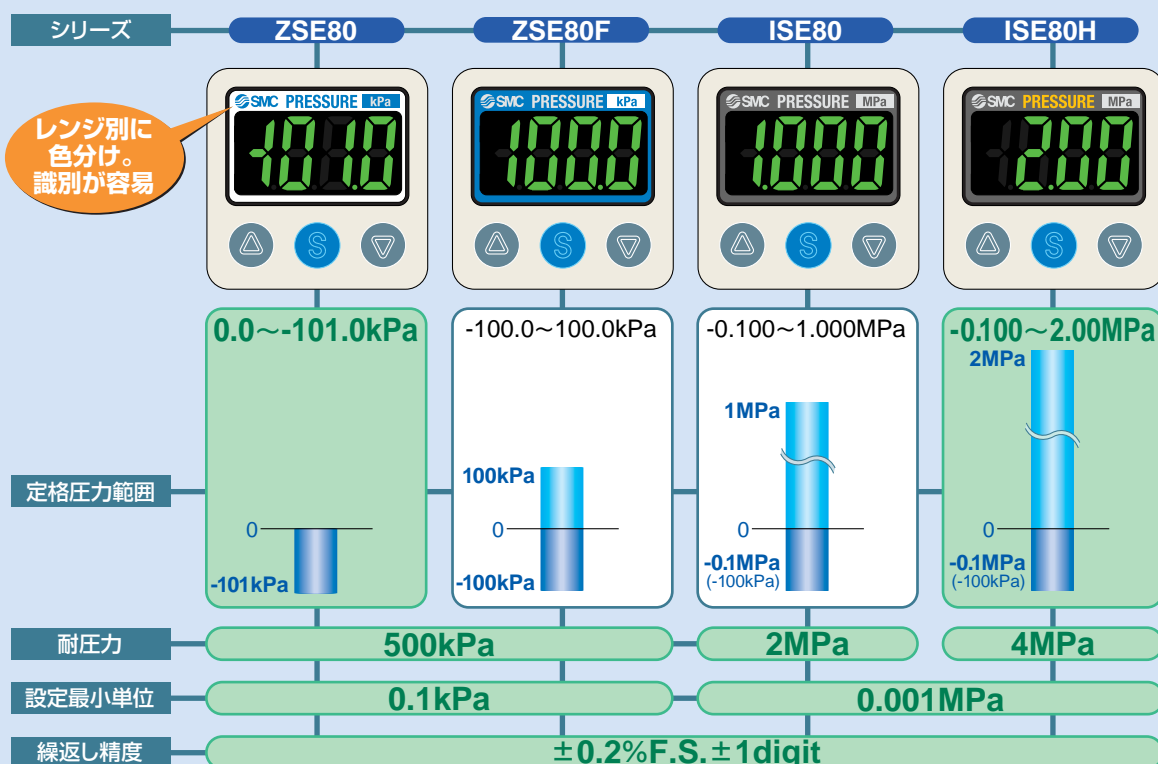 シリーズ ZSE80 ZSE80F ISE80 ISE80H
レンジ別に
色分け。
識別が容易
SMC PRESSURE kPa
-101.0
S
SMC PRESSURE kPa
100.0
S
SMC PRESSURE MPa
1.000
S
SMC PRESSURE MPa
2.00
S
定格圧力範囲
0.0～-101.0kPa
0
-101kPa
-100.0～100.0kPa
100kPa
0
-100kPa
-0.100～1.000MPa
1MPa
0
-0.1MPa
(-100kPa)
-0.100～2.00MPa
2MPa
0
-0.1MPa
(-100kPa)
耐圧力 500kPa 2MPa 4MPa
設定最小単位 0.1kPa 0.001MPa
繰返し精度 ±0.2%F.S.±1digit